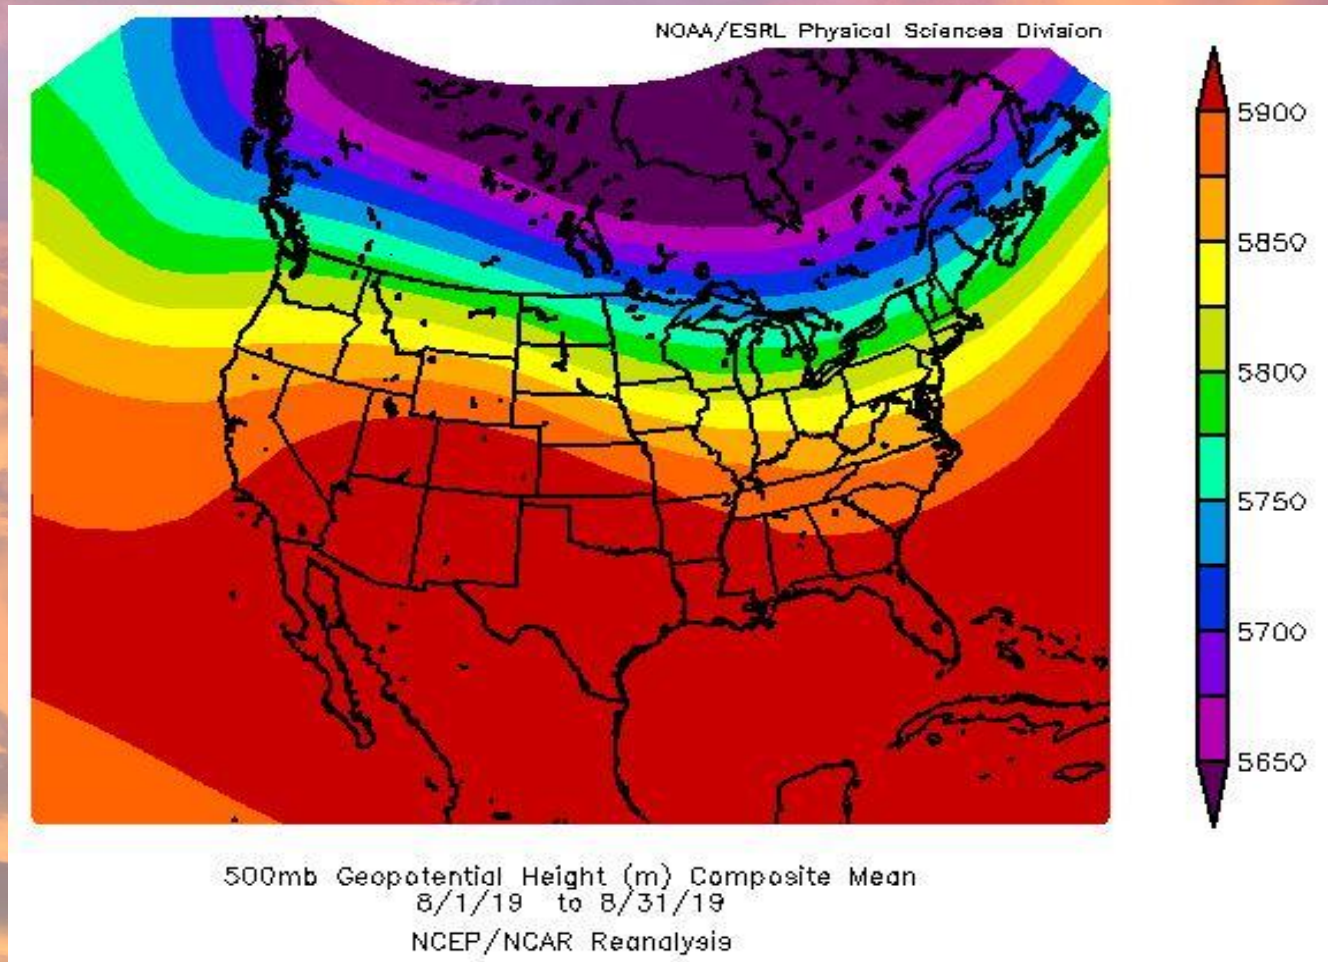 NOAA/ESRL Physical Sciences Division
5900
5850
5800
5750
5700
5650
500mb Geopotential Height (m) Composite Mean
8/1/19 to 8/31/19
NCEP/NCAR Reanalysis